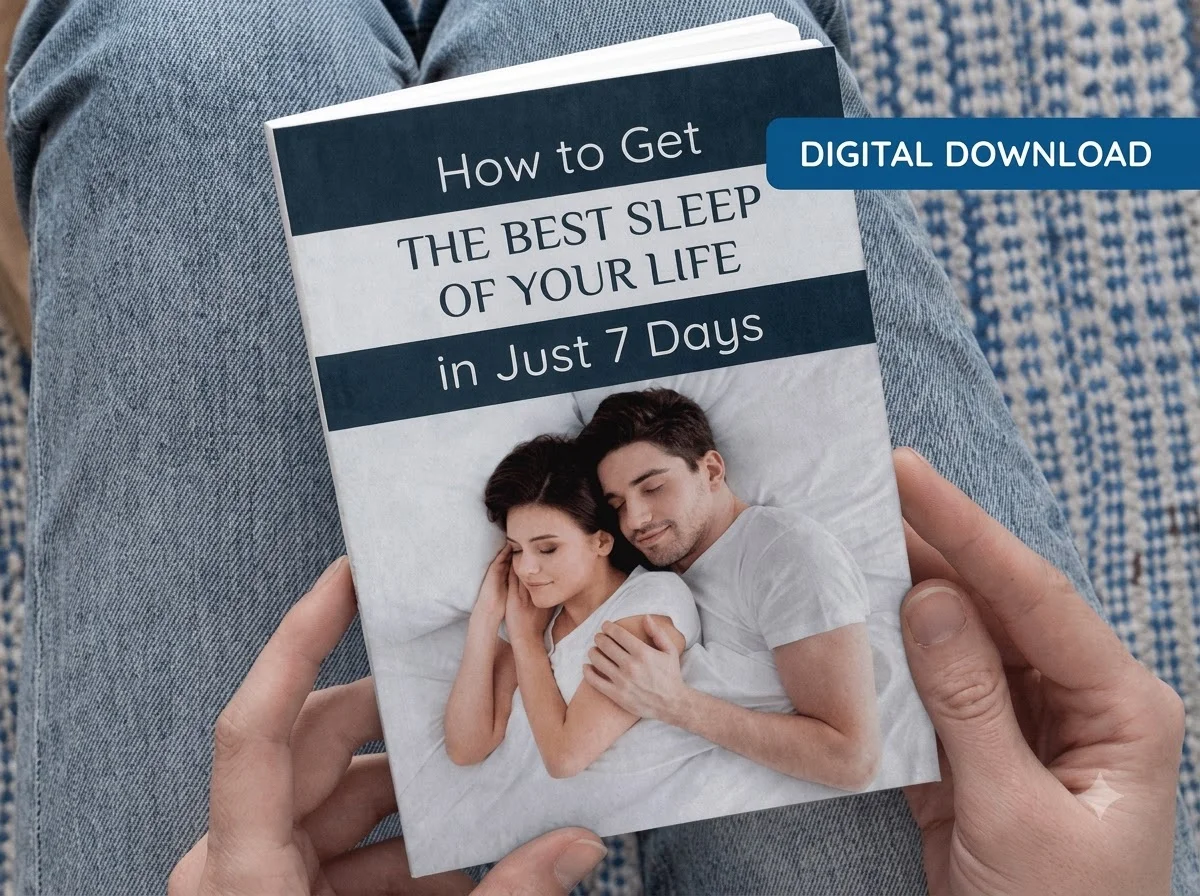 How to Get
THE BEST SLEEP
OF YOUR LIFE
in Just 7 Days
DIGITAL DOWNLOAD